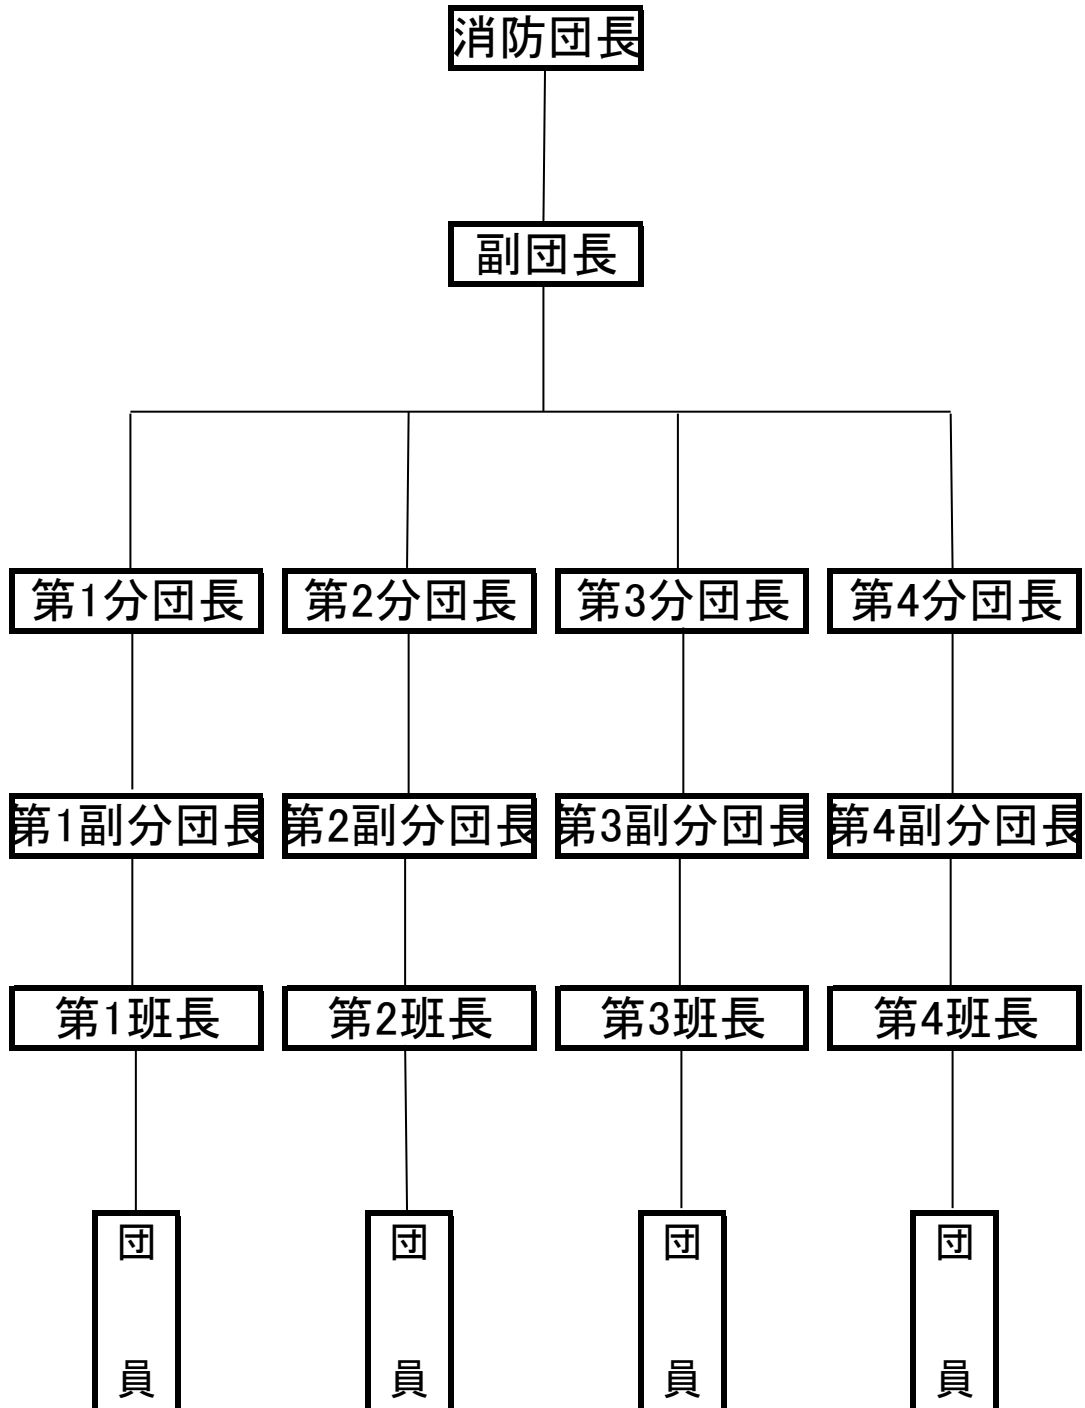 消防団長
副団長
第1分団長 第2分団長 第3分団長 第4分団長
第1副分団長 第2副分団長 第3副分団長 第4副分団長
第1班長 第2班長 第3班長 第4班長
団員 団員 団員 団員